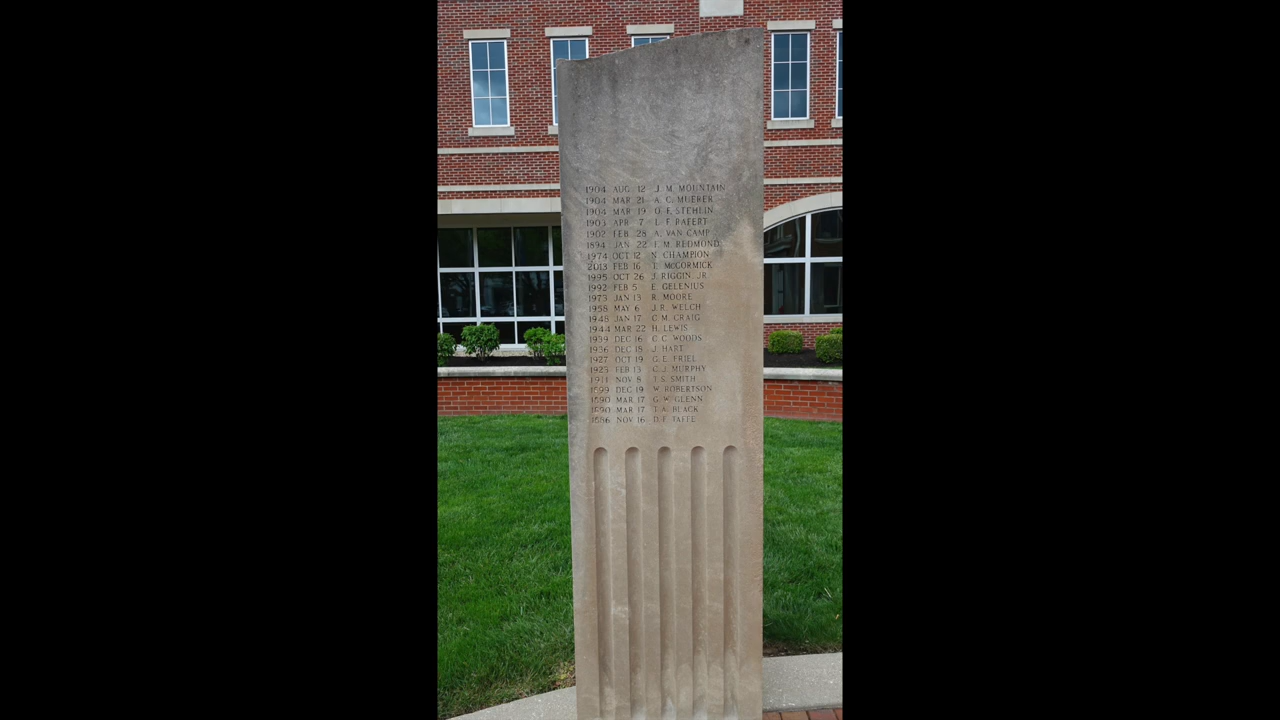 1904 AUG 12 J. M. MOUNTAIN
1904 MAR 21 A. C. MUERER
1904 MAR 19 O. F. STEHLIN
1903 APR 7 L. F. RAFERT
1902 FEB 28 A. VAN CAMP
1894 JAN 22 F. M. REDMOND
1974 OCT 12 N. CHAMPION
2013 FEB 16 T. MCCORMICK
1995 OCT 26 J. RIGGIN JR.
1992 FEB 5 E. GELENIUS
1973 JAN 13 R. MOORE
1958 MAY 6 J. R. WELCH
1948 JAN 17 C. M. CRAIG
1944 MAR 22 H. LEWIS
1939 DEC 16 C. C. WOODS
1936 DEC 18 J. HART
1927 OCT 19 G. E. FRIEL
1925 FEB 13 C. J. MURPHY
1911 NOV 8 T. S. SMITH
1899 DEC 19 W. ROBERTSON
1890 MAR 17 G. W. GLENN
1890 MAR 17 T. A. BLACK
1886 NOV 16 D. F. TAFFE